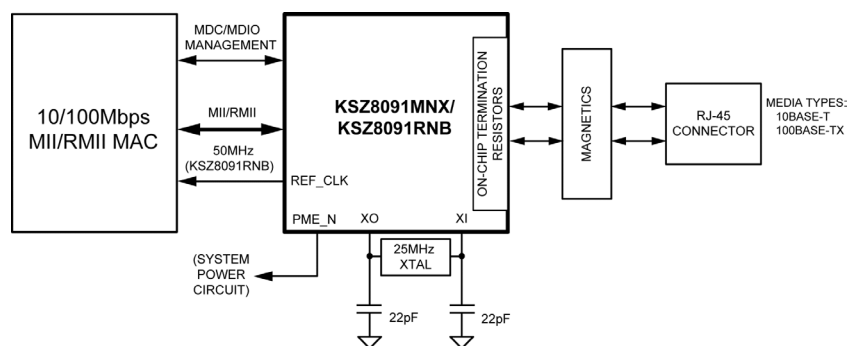 MDC/MDIO
MANAGEMENT
10/100Mbps
MII/RMII MAC
MII/RMII
50MHz
(KSZ8091RNB)
KSZ8091MNX/
KSZ8091RNB
REF_CLK
PME_N
XO
XI
ON-CHIP TERMINATION
RESISTORS
MAGNETICS
RJ-45
CONNECTOR
MEDIA TYPES:
10BASE-T
100BASE-TX
(SYSTEM
POWER
CIRCUIT)
25MHz
XTAL
22pF
22pF